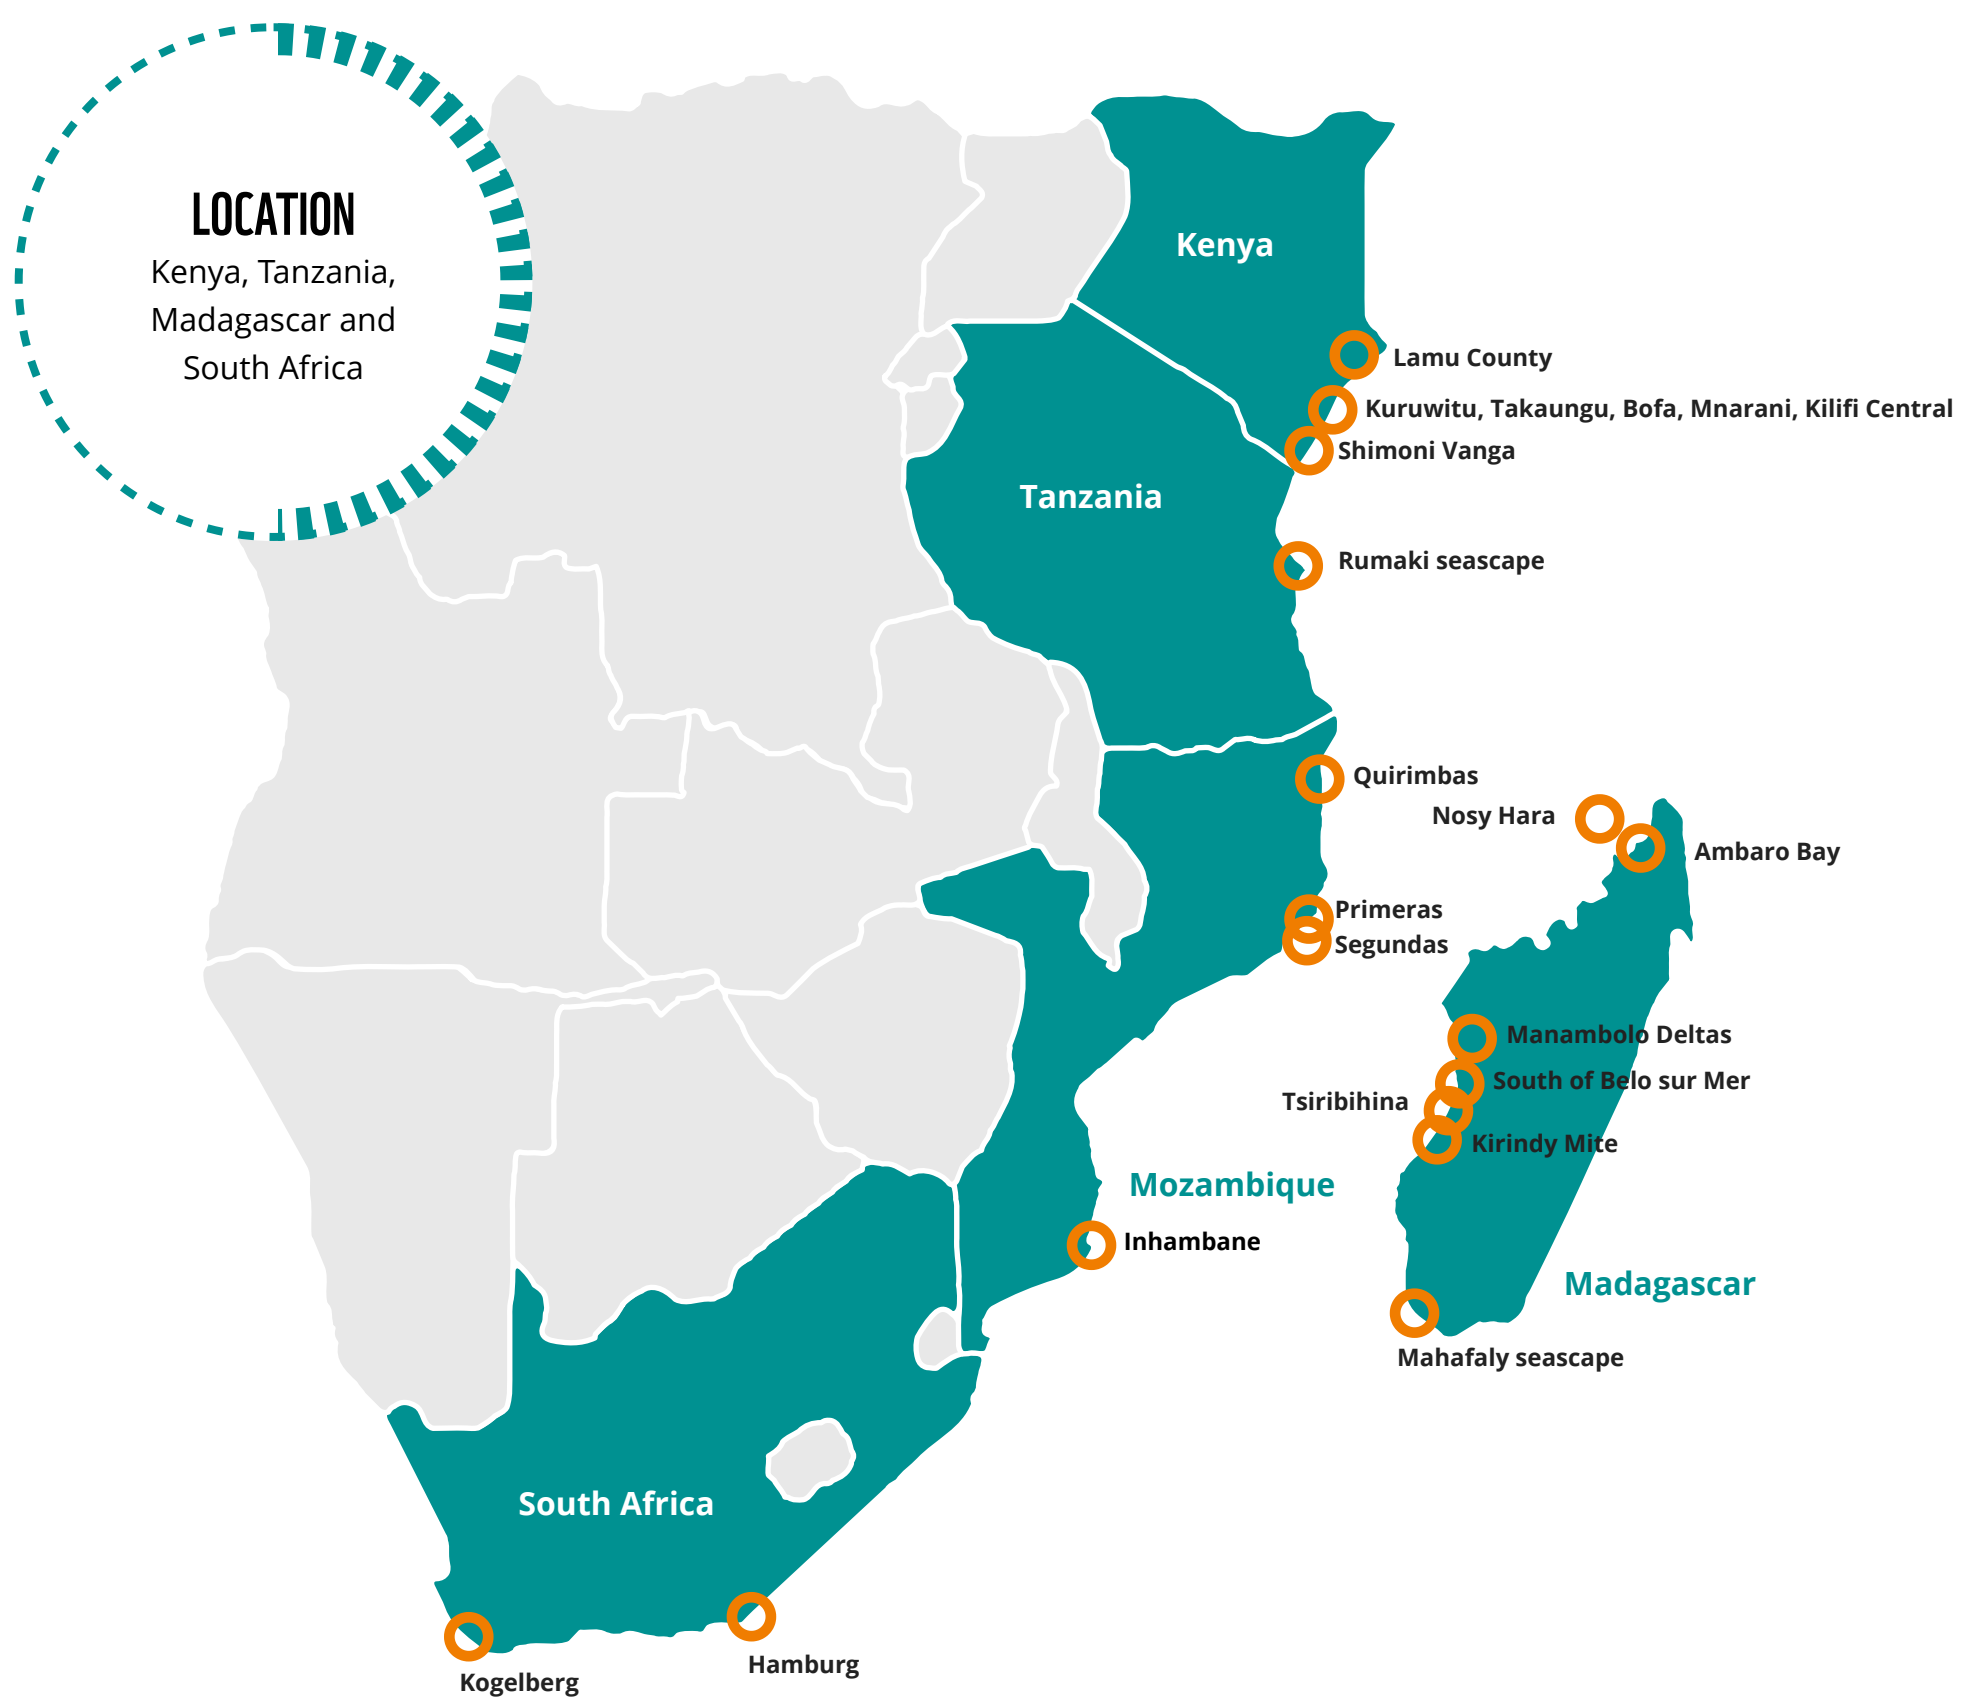 LOCATION
Kenya, Tanzania,
Madagascar and
South Africa
Kenya
Lamu County
Kuruwitu, Takaungu, Bofa, Mnarani, Kilifi Central
Shimoni Vanga
Tanzania
Rumaki seascape
Quirimbas
Nosy Hara
Ambaro Bay
Primeras
Segundas
Manambolo Deltas
South of Belo sur Mer
Tsiribihina
Kirindy Mite
Mozambique
Inhambane
Madagascar
Mahafaly seascape
South Africa
Hamburg
Kogelberg